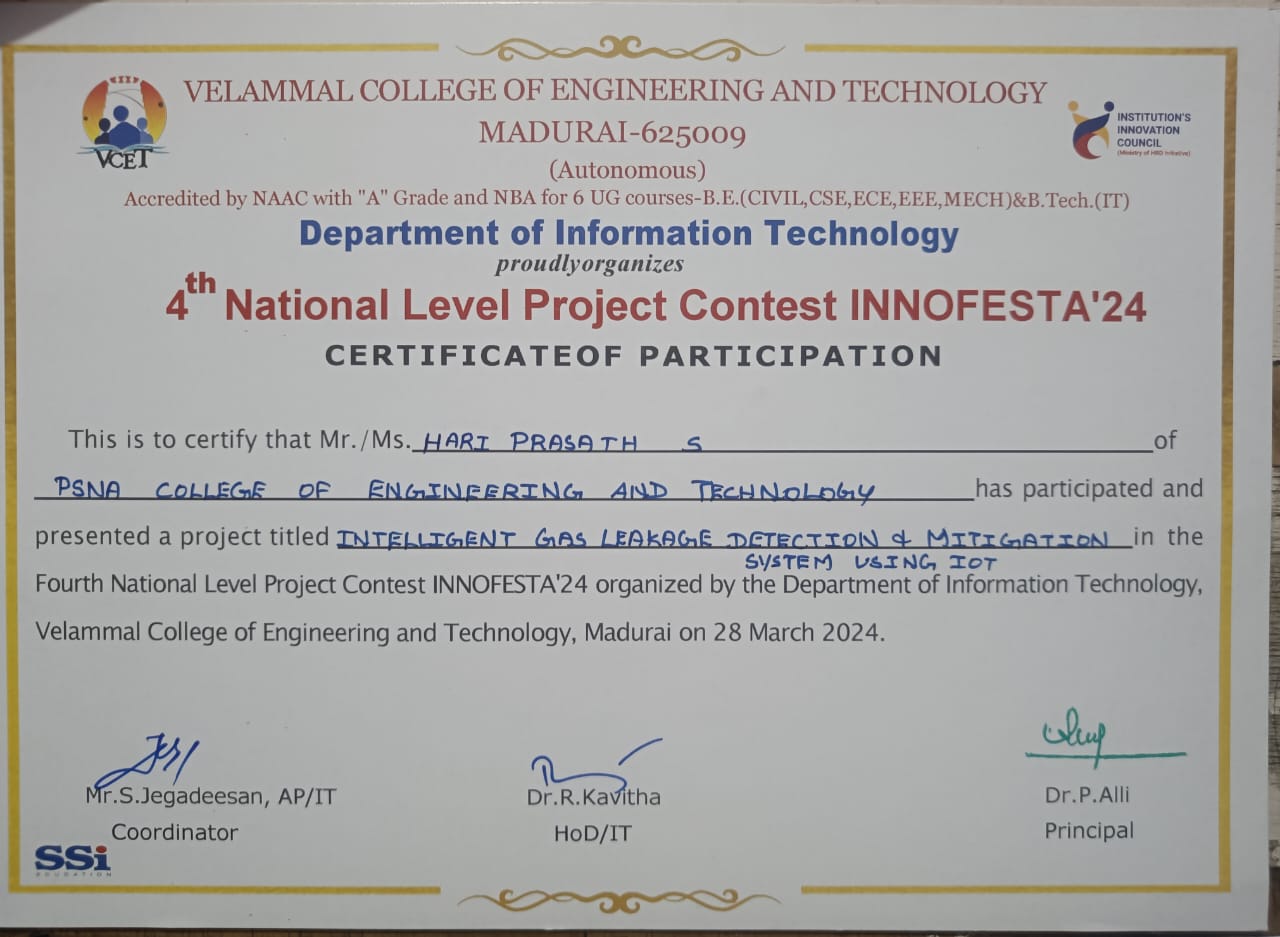 VELAMMAL COLLEGE OF ENGINEERING AND TECHNOLOGY
MADURAI-625009
(Autonomous)
VCET
INSTITUTION'S
INNOVATION
COUNCIL
(Ministry of HRD Initiative)
Accredited by NAAC with "A" Grade and NBA for 6 UG courses-B.E.(CIVIL,CSE,ECE,EEE,MECH)&B.Tech.(IT)
Department of Information Technology
proudlyorganizes
4th National Level Project Contest INNOFESTA'24
CERTIFICATEOF PARTICIPATION
This is to certify that Mr./Ms. HARI PRASATH S of
PSNA COLLEGE OF ENGINEERING AND TECHNOLOGY has participated and
presented a project titled INTELLIGENT GAS LEAKAGE DETECTION & MITIGATION in the
SYSTEM USING IOT
Fourth National Level Project Contest INNOFESTA'24 organized by the Department of Information Technology,
Velammal College of Engineering and Technology, Madurai on 28 March 2024.
Mr.S.Jegadeesan, AP/IT
Coordinator
Dr.R.Kavitha
HoD/IT
Dr.P.Alli
Principal
SSi
EDUCATION